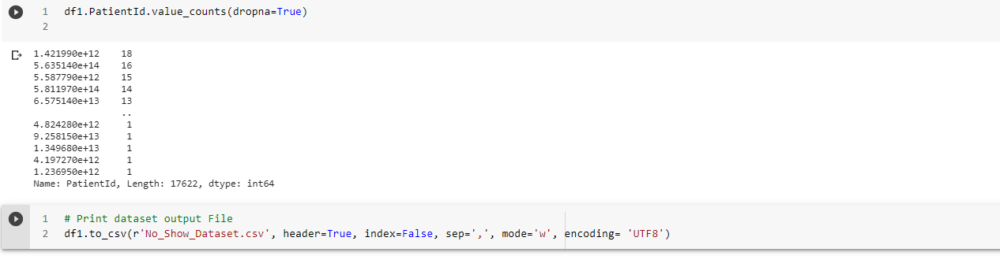 1 df1.PatientId.value_counts(dropna=True)
2
1.421990e+12    18
5.635140e+14    16
5.587790e+12    15
5.811970e+14    14
6.575140e+13    13
..
4.824280e+12     1
9.258150e+13     1
1.349680e+13     1
4.197270e+12     1
1.236950e+12     1
Name: PatientId, Length: 17622, dtype: int64
1 # Print dataset output File
2 df1.to_csv(r'No_Show_Dataset.csv', header=True, index=False, sep=',', mode='w', encoding= 'UTF8')